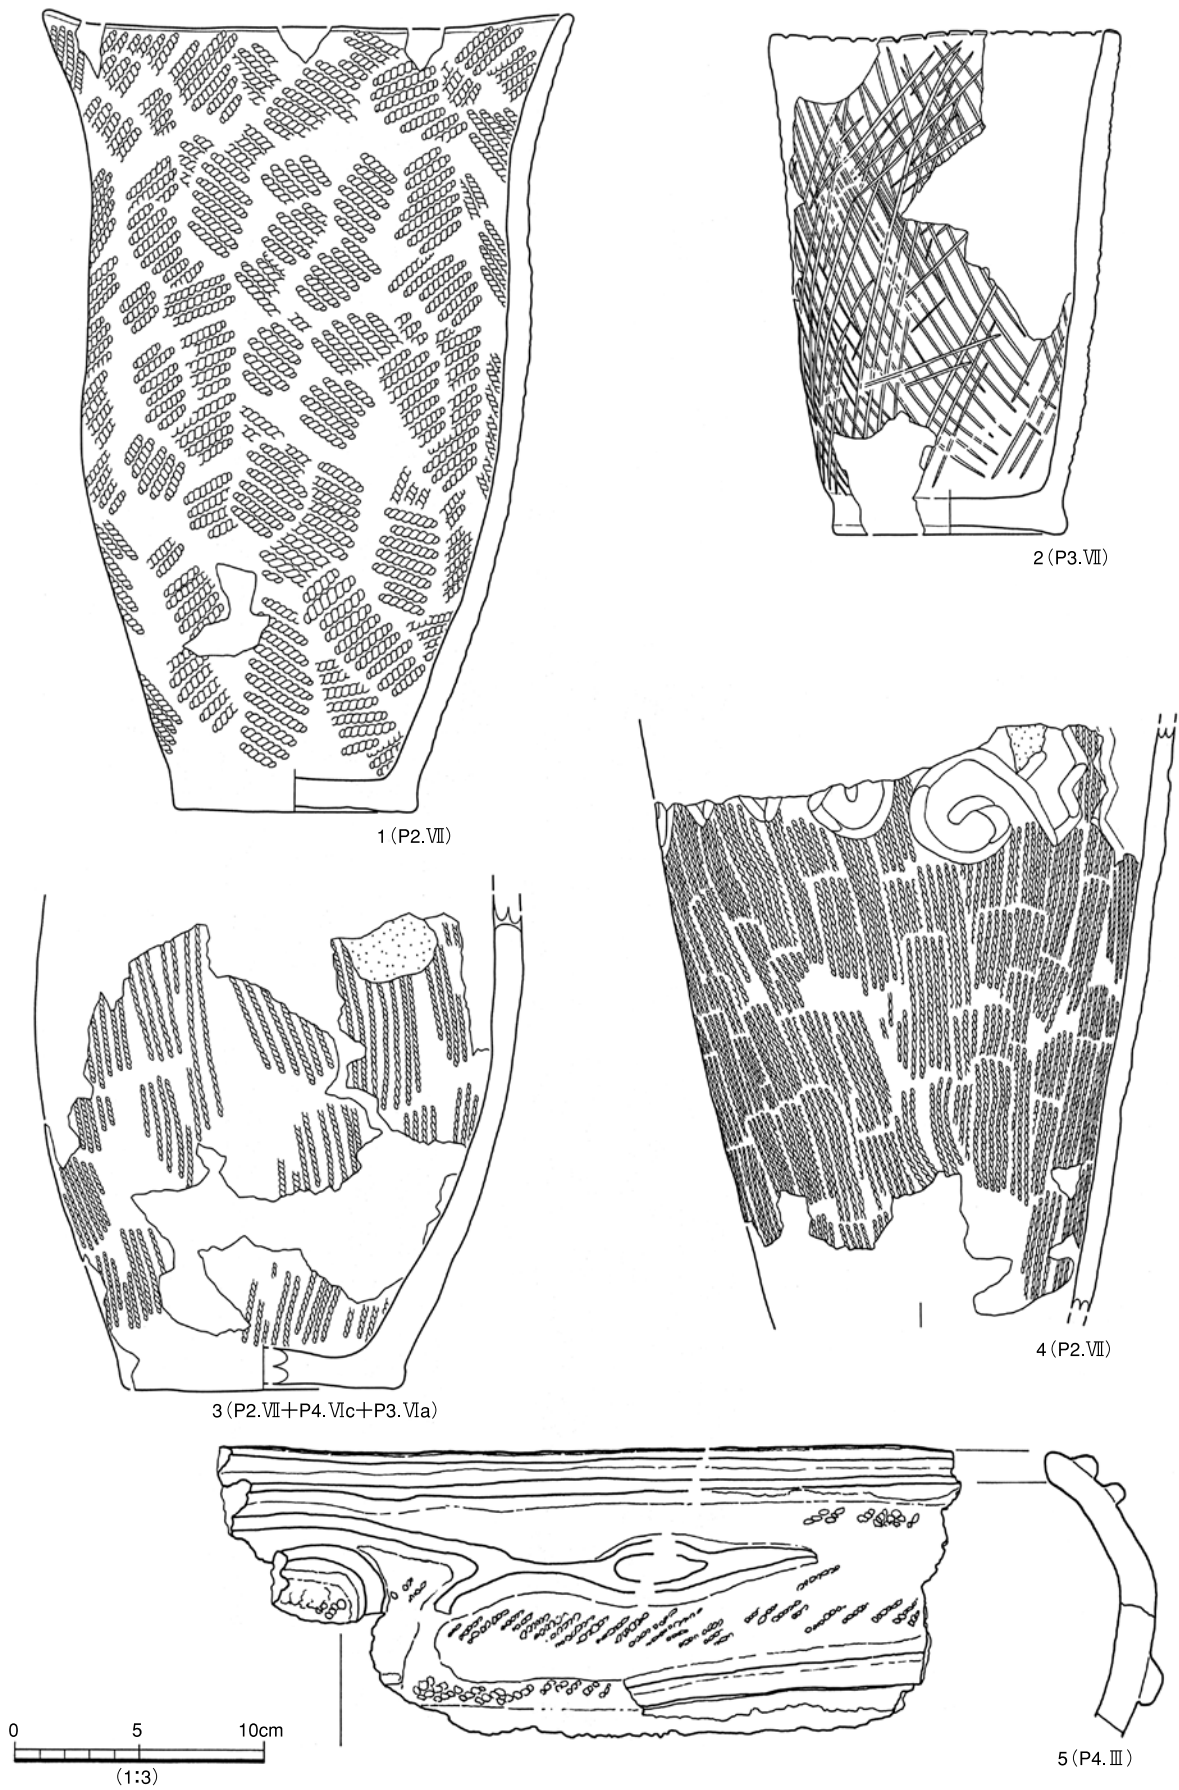 2(P3.Ⅶ)
1(P2.Ⅶ)
4(P2.Ⅶ)
3(P2.Ⅶ+P4.Ⅵc+P3.Ⅵa)
0 5 10cm
(1:3)
5(P4.Ⅲ)